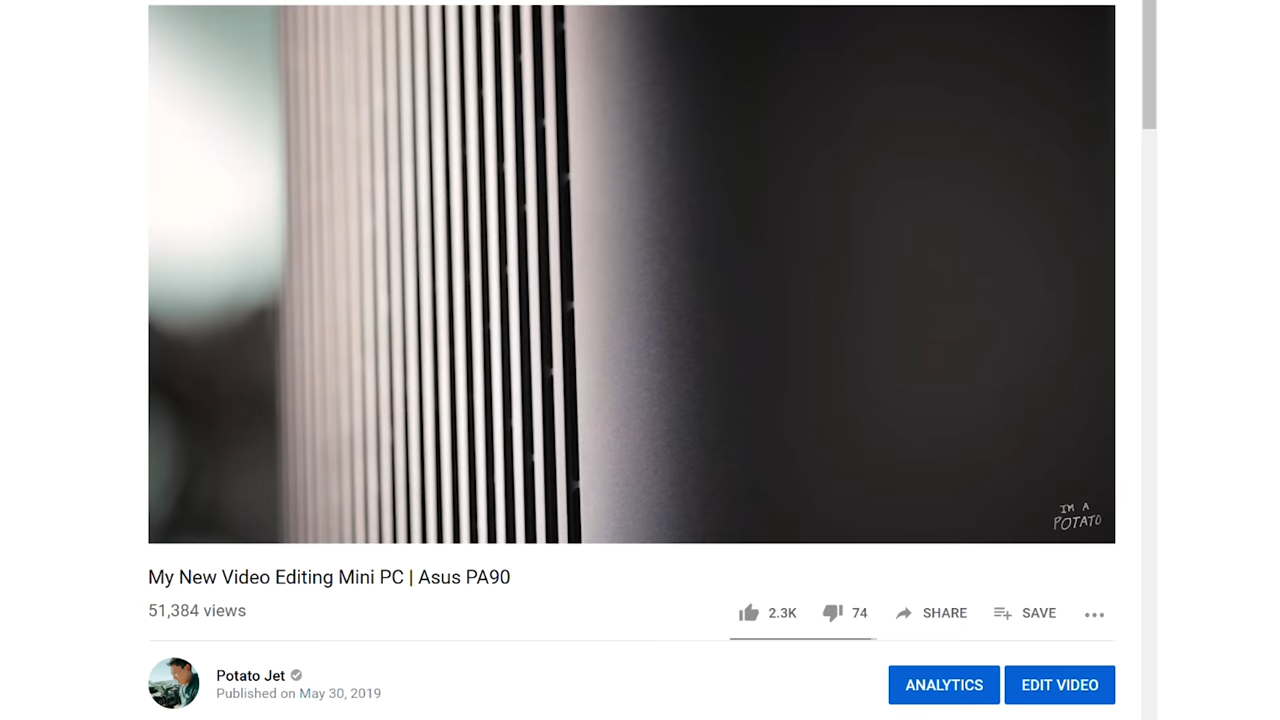 I'M A
POTATO
My New Video Editing Mini PC | Asus PA90
51,384 views
2.3K 74 SHARE SAVE
Potato Jet
Published on May 30, 2019
ANALYTICS EDIT VIDEO